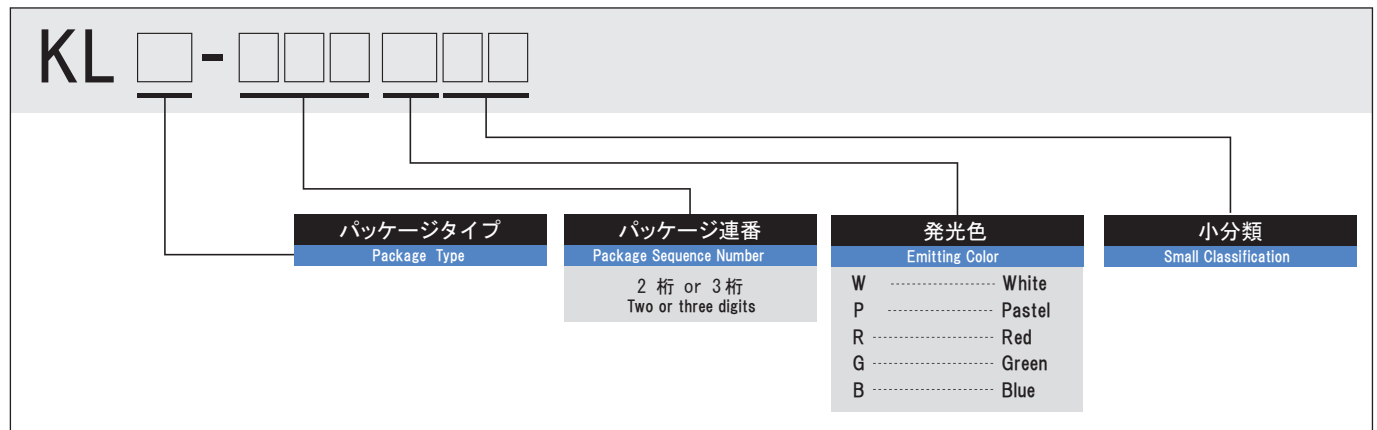 KL □-□□□□□□
パッケージタイプ
Package Type
パッケージ連番
Package Sequence Number
2 桁 or 3桁
Two or three digits
発光色
Emitting Color
W ---------- White
P ---------- Pastel
R ---------- Red
G ---------- Green
B ---------- Blue
小分類
Small Classification